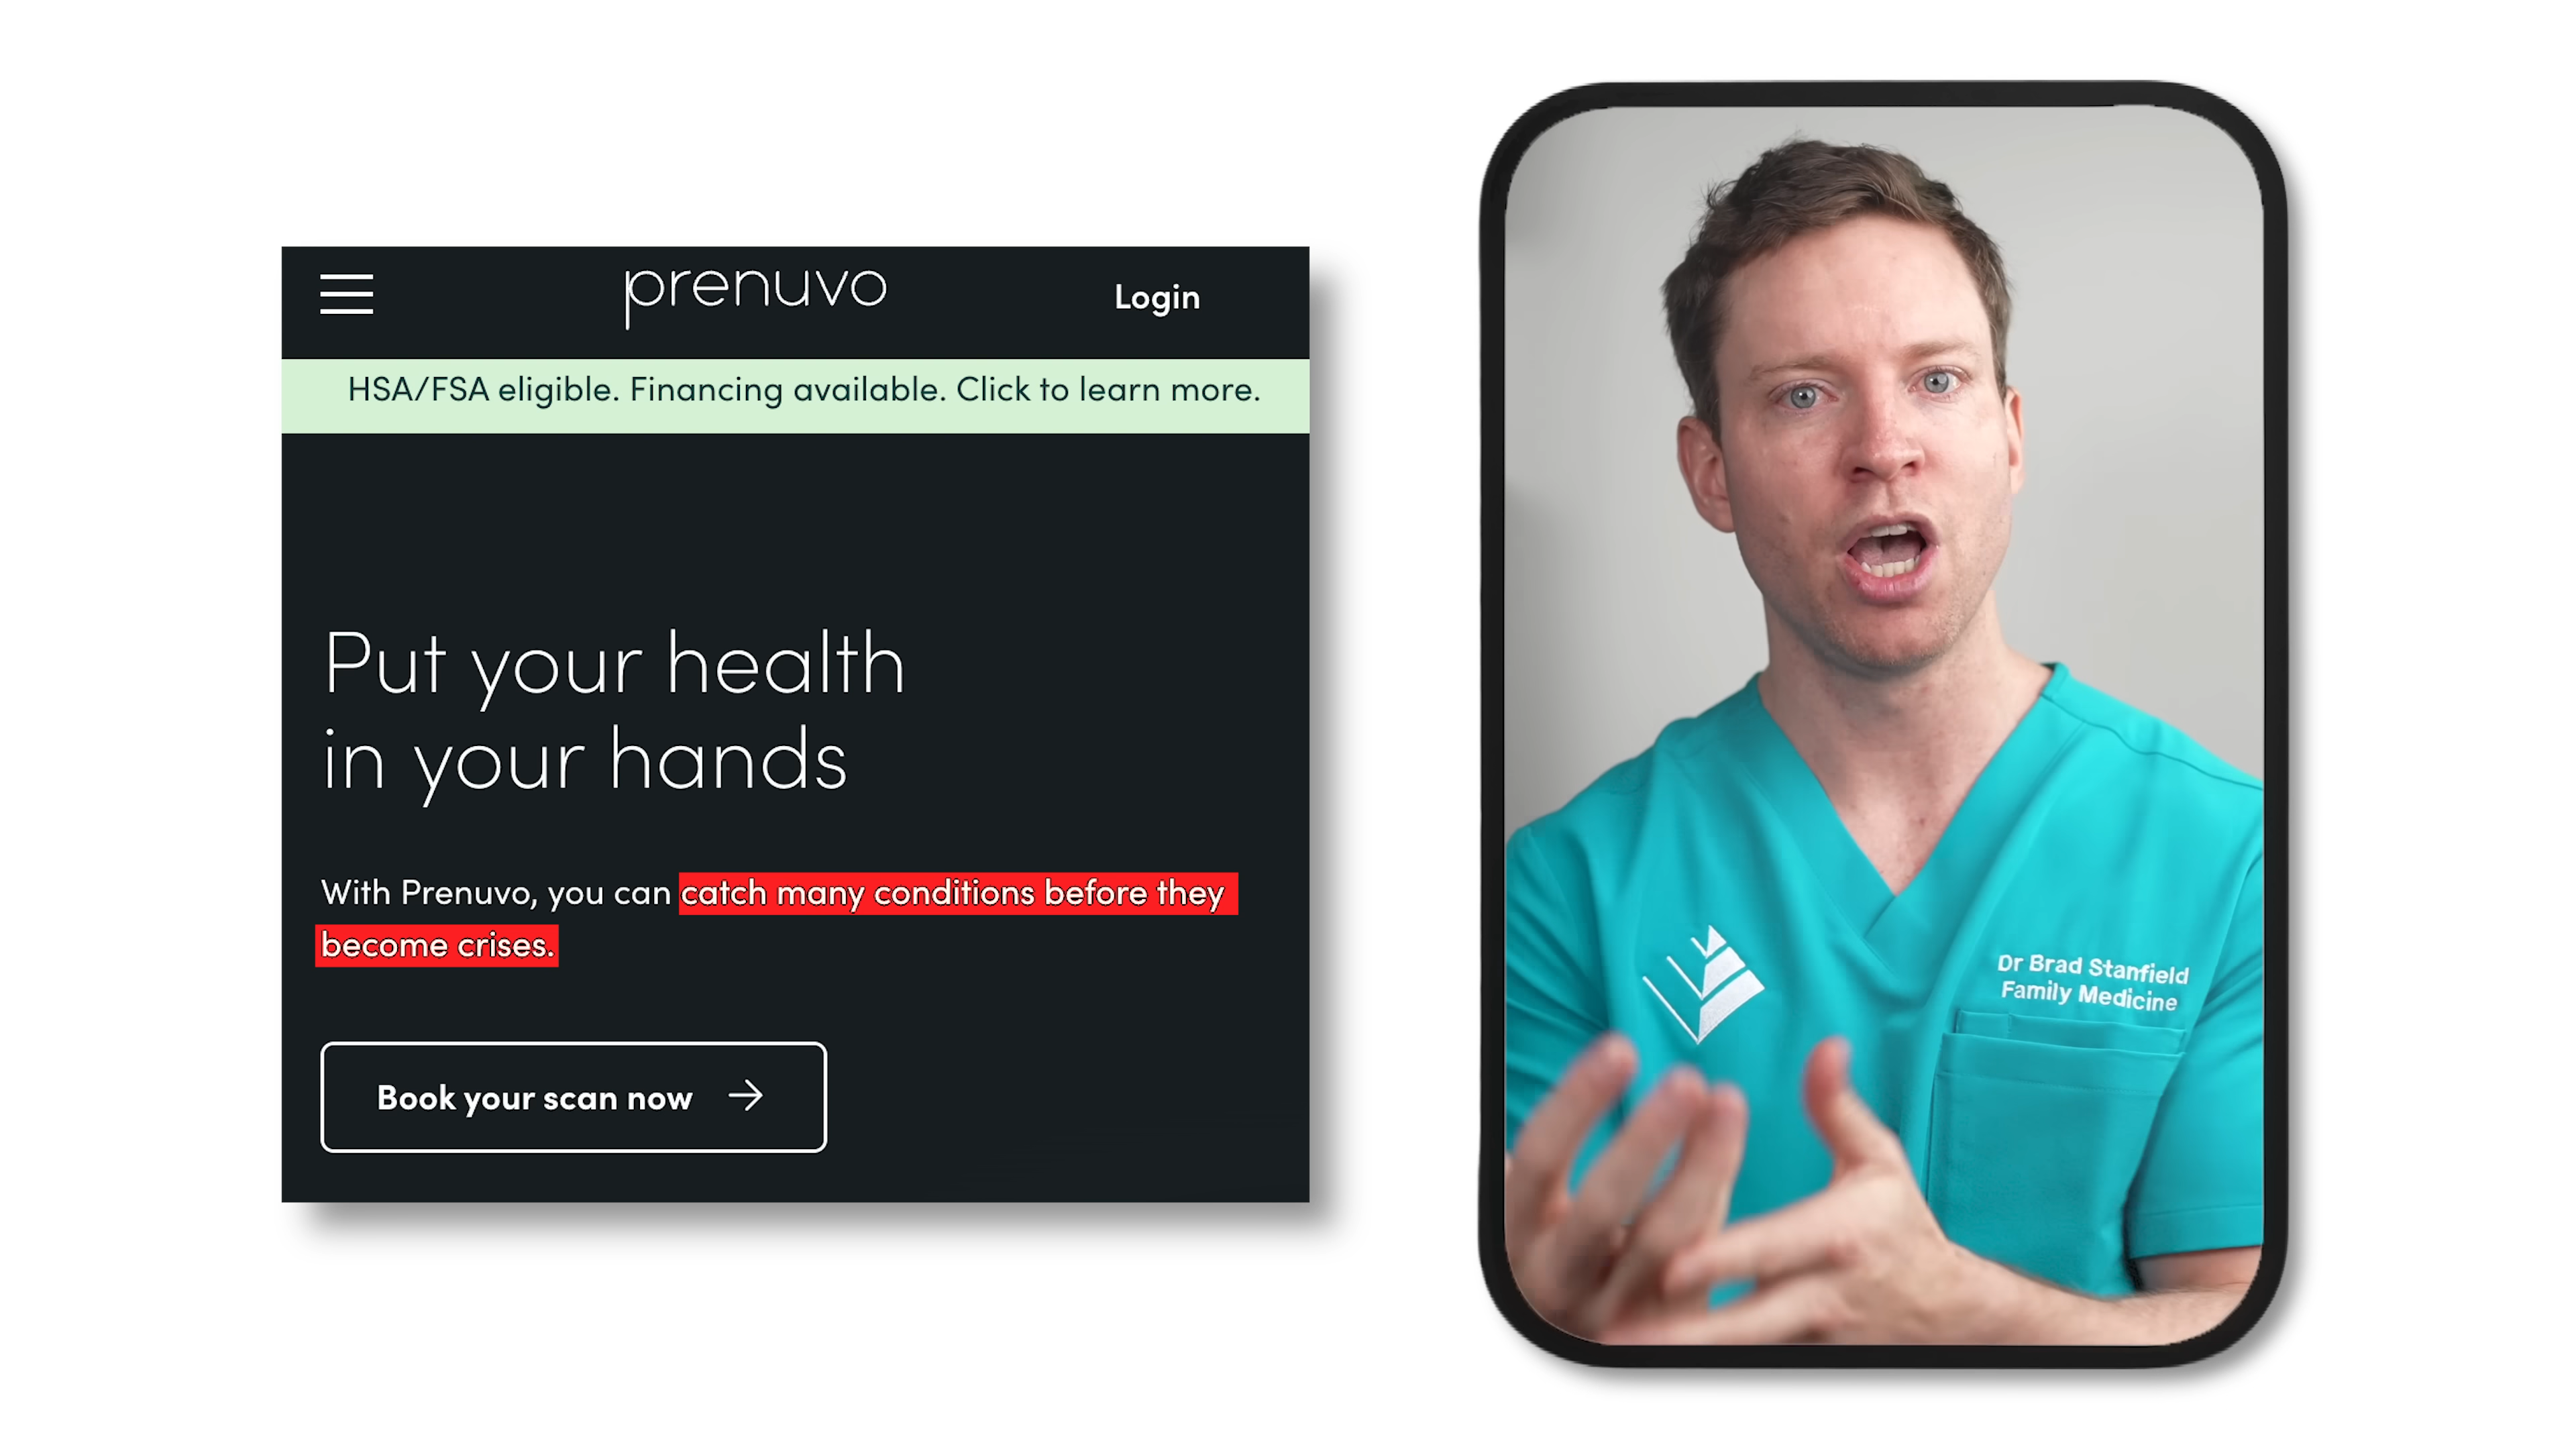 prenuvo
Login
HSA/FSA eligible. Financing available. Click to learn more.
Put your health
in your hands
With Prenuvo, you can catch many conditions before they
become crises.
Book your scan now
Dr Brad Stanfield
Family Medicine